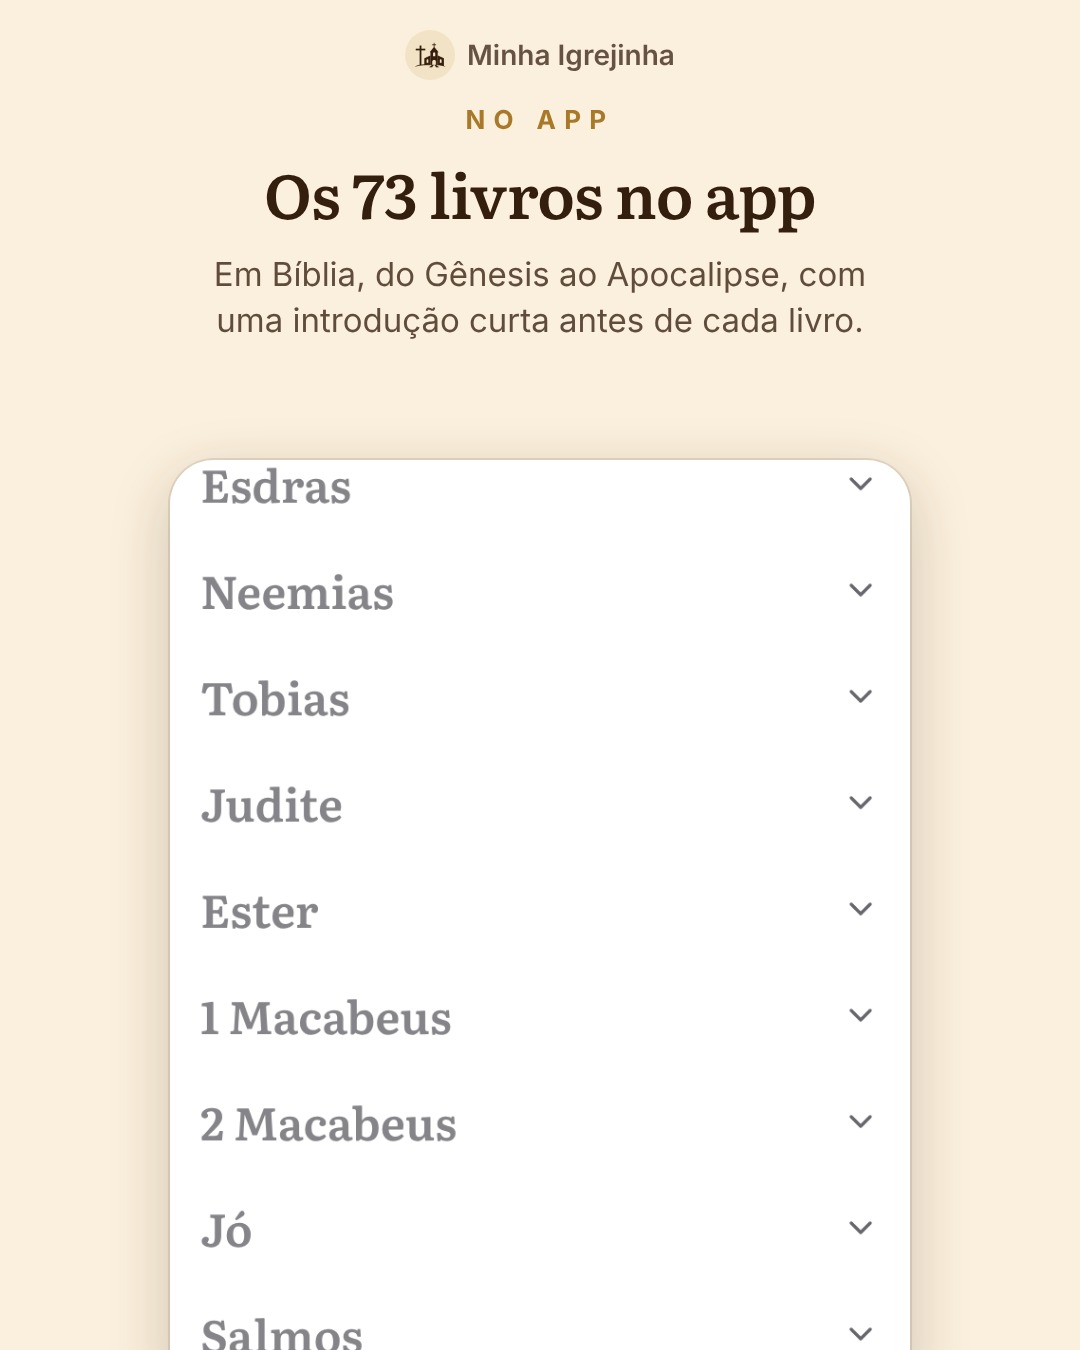 Minha Igrejinha
NO APP
Os 73 livros no app
Em Bíblia, do Gênesis ao Apocalipse, com
uma introdução curta antes de cada livro.
Esdras
Neemias
Tobias
Judite
Ester
1 Macabeus
2 Macabeus
Jó
Salmos